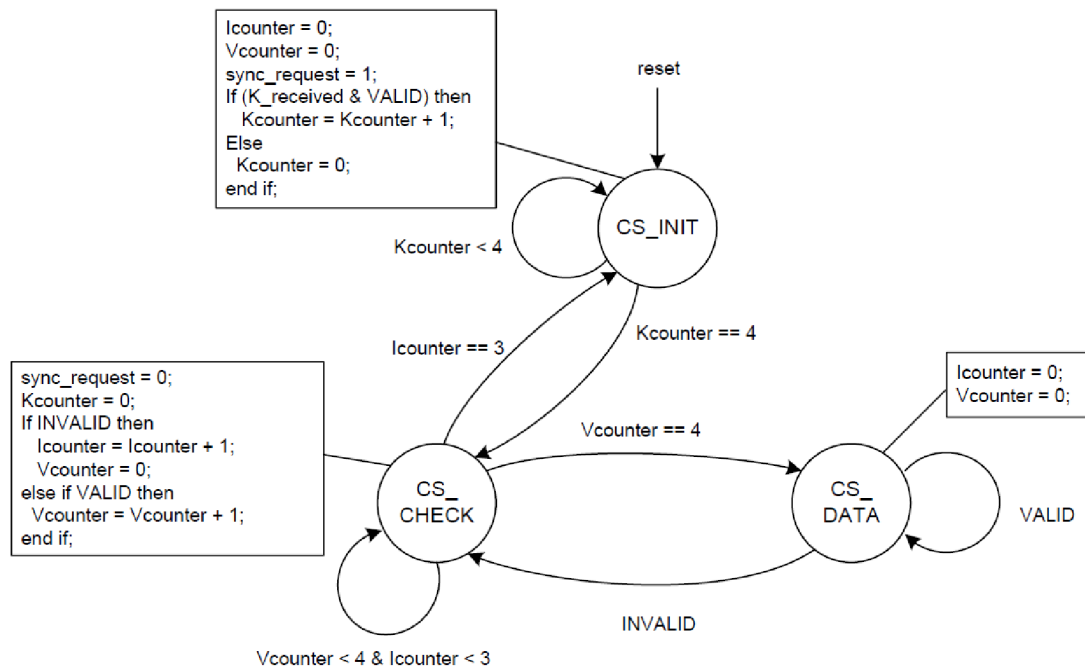 Icounter = 0;
Vcounter = 0;
sync_request = 1;
If (K_received & VALID) then
Kcounter = Kcounter + 1;
Else
Kcounter = 0;
end if;
reset
CS_INIT
Kcounter < 4
Icounter == 3
Kcounter == 4
sync_request = 0;
Kcounter = 0;
If INVALID then
Icounter = Icounter + 1;
Vcounter = 0;
else if VALID then
Vcounter = Vcounter + 1;
end if;
Icounter = 0;
Vcounter = 0;
Vcounter == 4
CS_
CHECK
CS_
DATA
VALID
INVALID
Vcounter < 4 & Icounter < 3